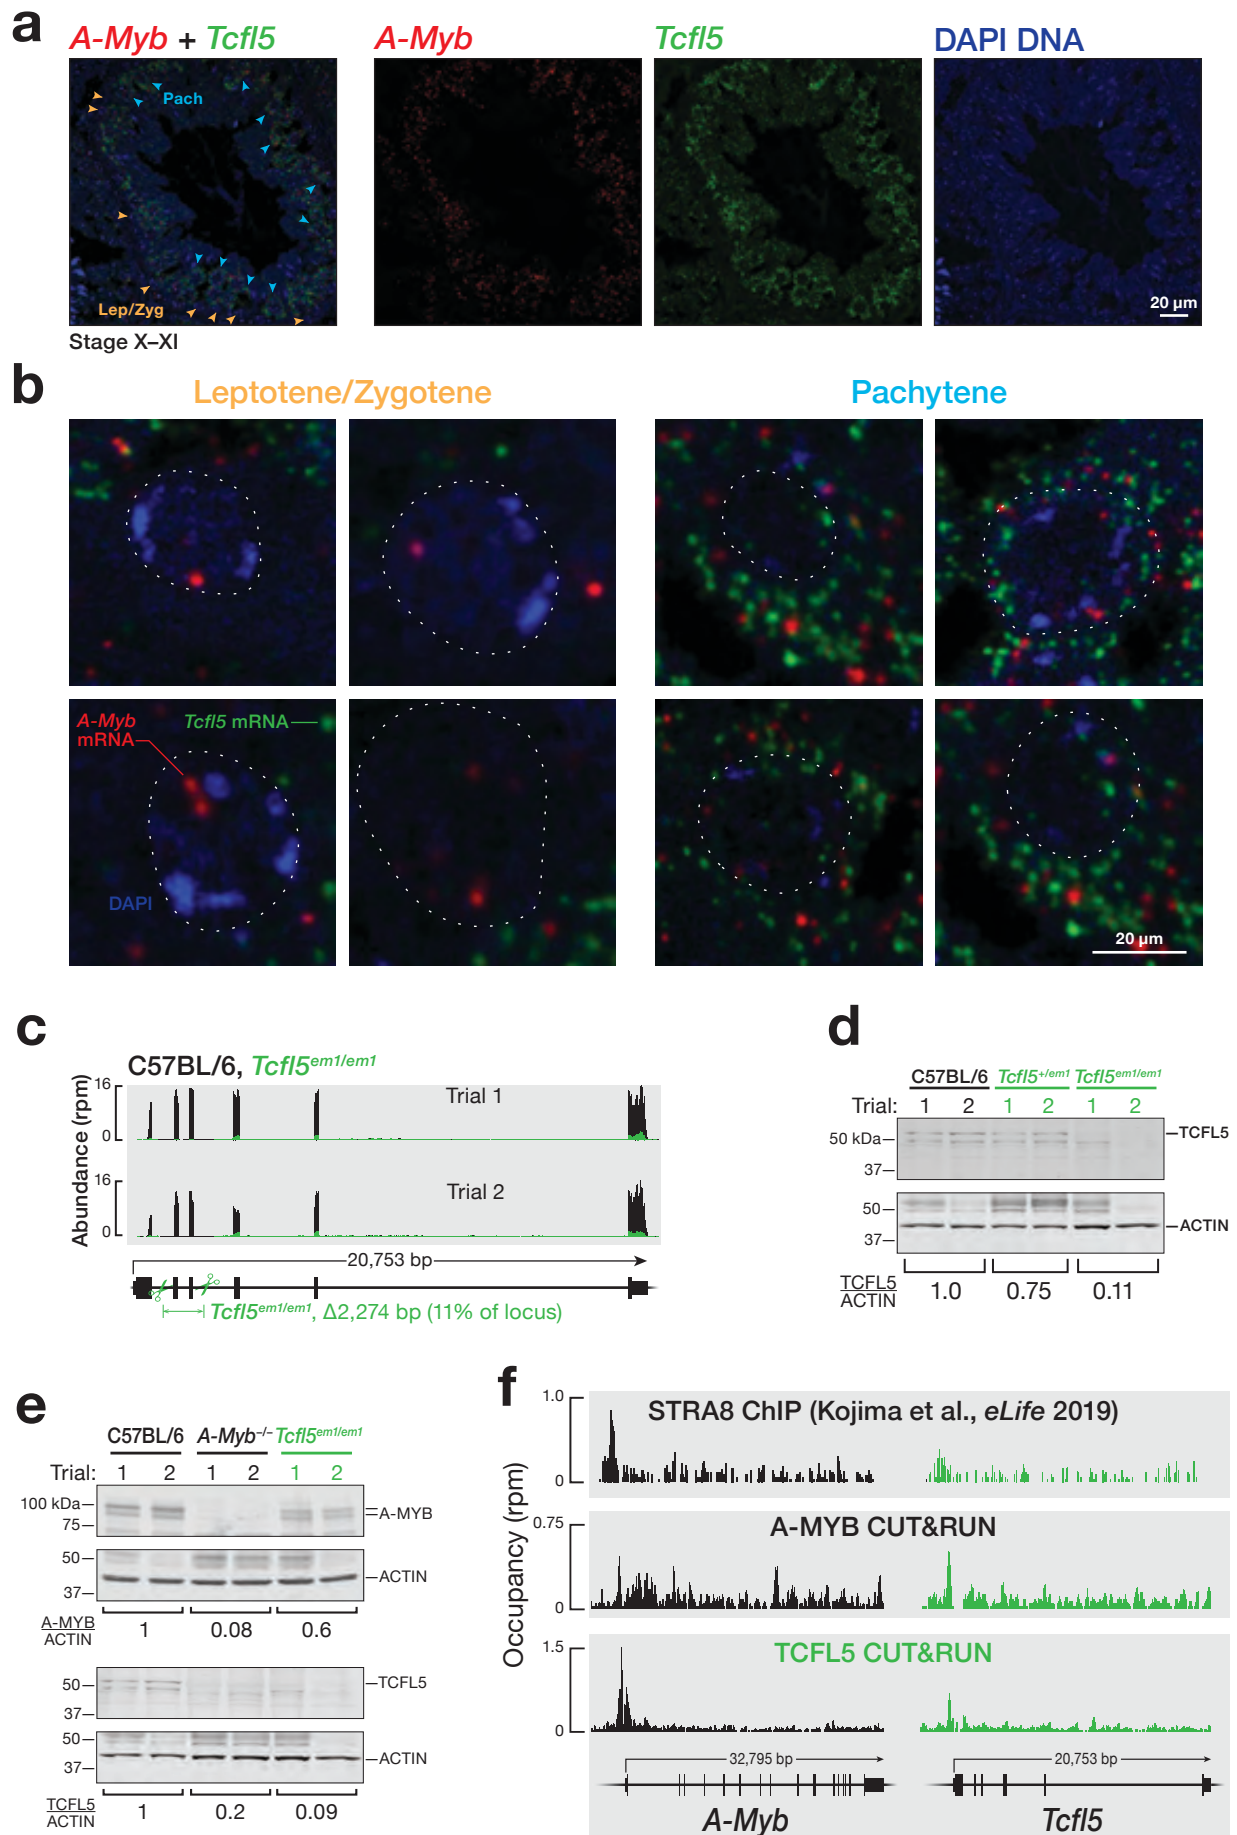 a
A-Myb + Tcfl5
A-Myb
Tcfl5
DAPI DNA
Pach
Lep/Zyg
20 µm
Stage X–XI
b
Leptotene/Zygotene
Pachytene
A-Myb
mRNA
Tcfl5 mRNA
DAPI
20 µm
c
C57BL/6, Tcfl5em1/em1
Abundance (rpm)
16
0
Trial 1
16
0
Trial 2
20,753 bp
Tcfl5em1/em1, Δ2,274 bp (11% of locus)
d
C57BL/6 Tcfl5+/em1 Tcfl5em1/em1
Trial: 1 2 1 2 1 2
50 kDa
37
TCFL5
50
37
ACTIN
TCFL5
ACTIN
1.0 0.75 0.11
e
C57BL/6 A-Myb–/– Tcfl5em1/em1
Trial: 1 2 1 2 1 2
100 kDa
75
A-MYB
50
37
ACTIN
A-MYB
ACTIN
1 0.08 0.6
50
37
TCFL5
50
37
ACTIN
TCFL5
ACTIN
1 0.2 0.09
f
Occupancy (rpm)
1.0
0
STRA8 ChIP (Kojima et al., eLife 2019)
0.75
0
A-MYB CUT&RUN
1.5
0
TCFL5 CUT&RUN
32,795 bp
20,753 bp
A-Myb
Tcfl5